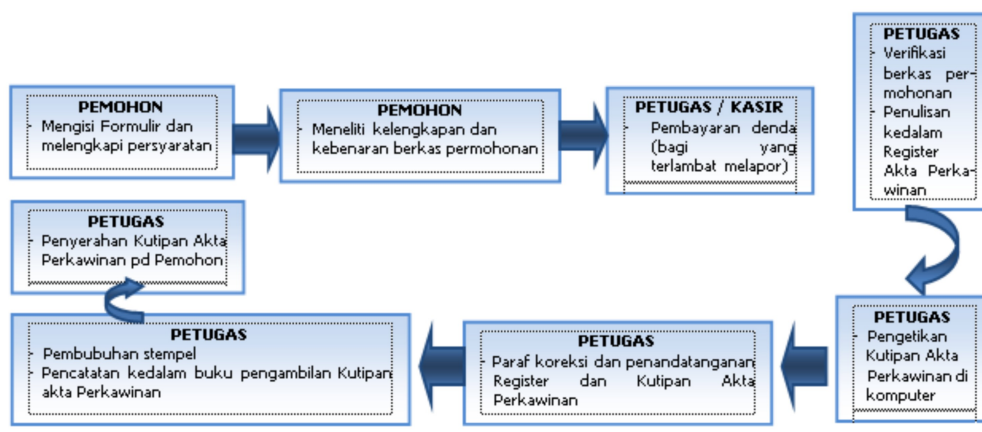 PEMOHON
- Mengisi Formulir dan
melengkapi persyaratan
PEMOHON
- Meneliti kelengkapan dan
kebenaran berkas permohonan
PETUGAS / KASIR
- Pembayaran denda
(bagi yang
terlambat melapor)
PETUGAS
- Verifikasi
berkas per-
mohonan
- Penulisan
kedalam
Register
Akta Perka-
winan
PETUGAS
- Pengetikan
Kutipan Akta
Perkawinan di
komputer
PETUGAS
- Paraf koreksi dan penandatanganan
Register dan Kutipan Akta
Perkawinan
PETUGAS
- Pembubuhan stempel
- Pencatatan kedalam buku pengambilan Kutipan
akta Perkawinan
PETUGAS
- Penyerahan Kutipan Akta
Perkawinan pd Pemohon